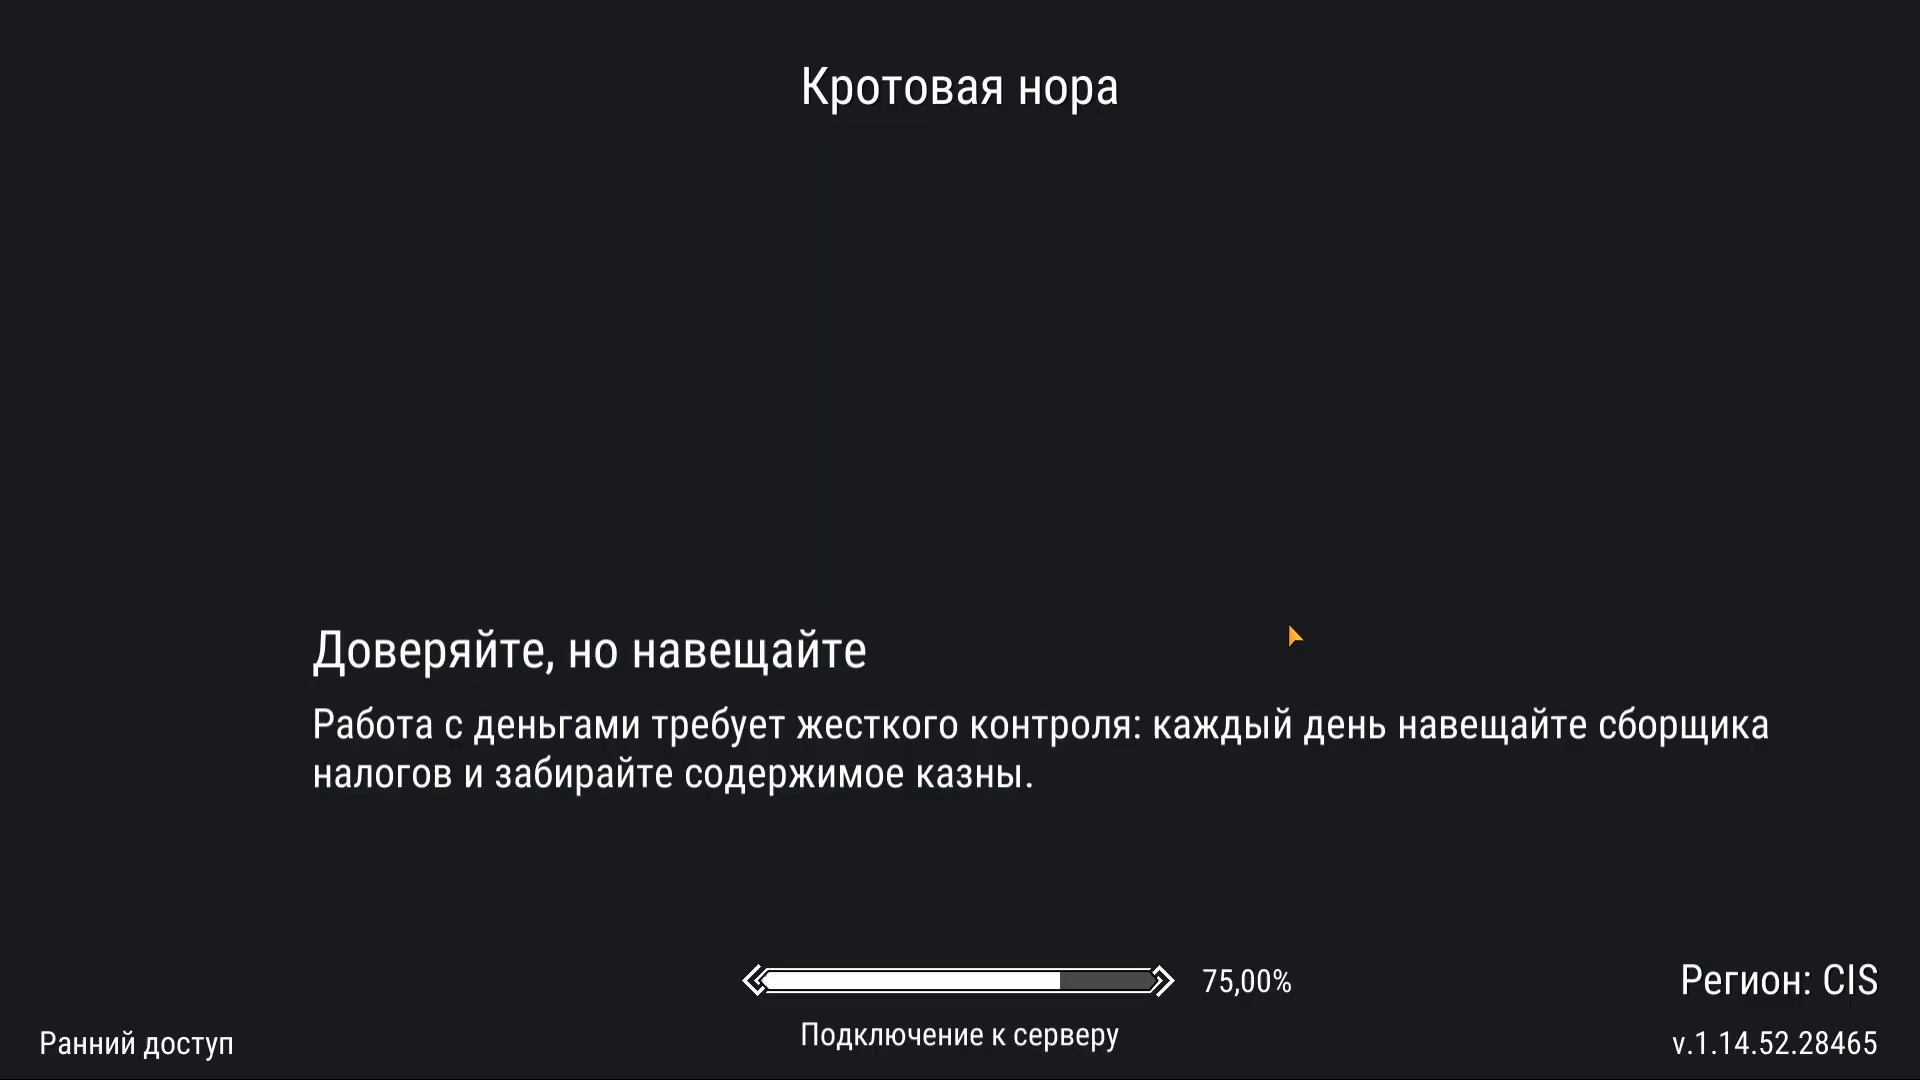 Кротовая нора
Доверяйте, но навещайте
Работа с деньгами требует жесткого контроля: каждый день навещайте сборщика
налогов и забирайте содержимое казны.
75,00%
Регион: CIS
Подключение к серверу
Ранний доступ
v.1.14.52.28465